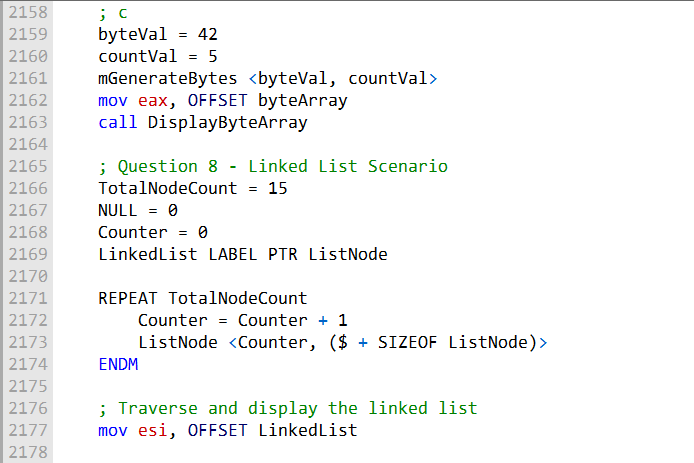 2158 ; c
2159 byteVal = 42
2160 countVal = 5
2161 mGenerateBytes <byteVal, countVal>
2162 mov eax, OFFSET byteArray
2163 call DisplayByteArray
2164
2165 ; Question 8 - Linked List Scenario
2166 TotalNodeCount = 15
2167 NULL = 0
2168 Counter = 0
2169 LinkedList LABEL PTR ListNode
2170
2171 REPEAT TotalNodeCount
2172     Counter = Counter + 1
2173     ListNode <Counter, ($ + SIZEOF ListNode)>
2174 ENDM
2175
2176 ; Traverse and display the linked list
2177 mov esi, OFFSET LinkedList
2178